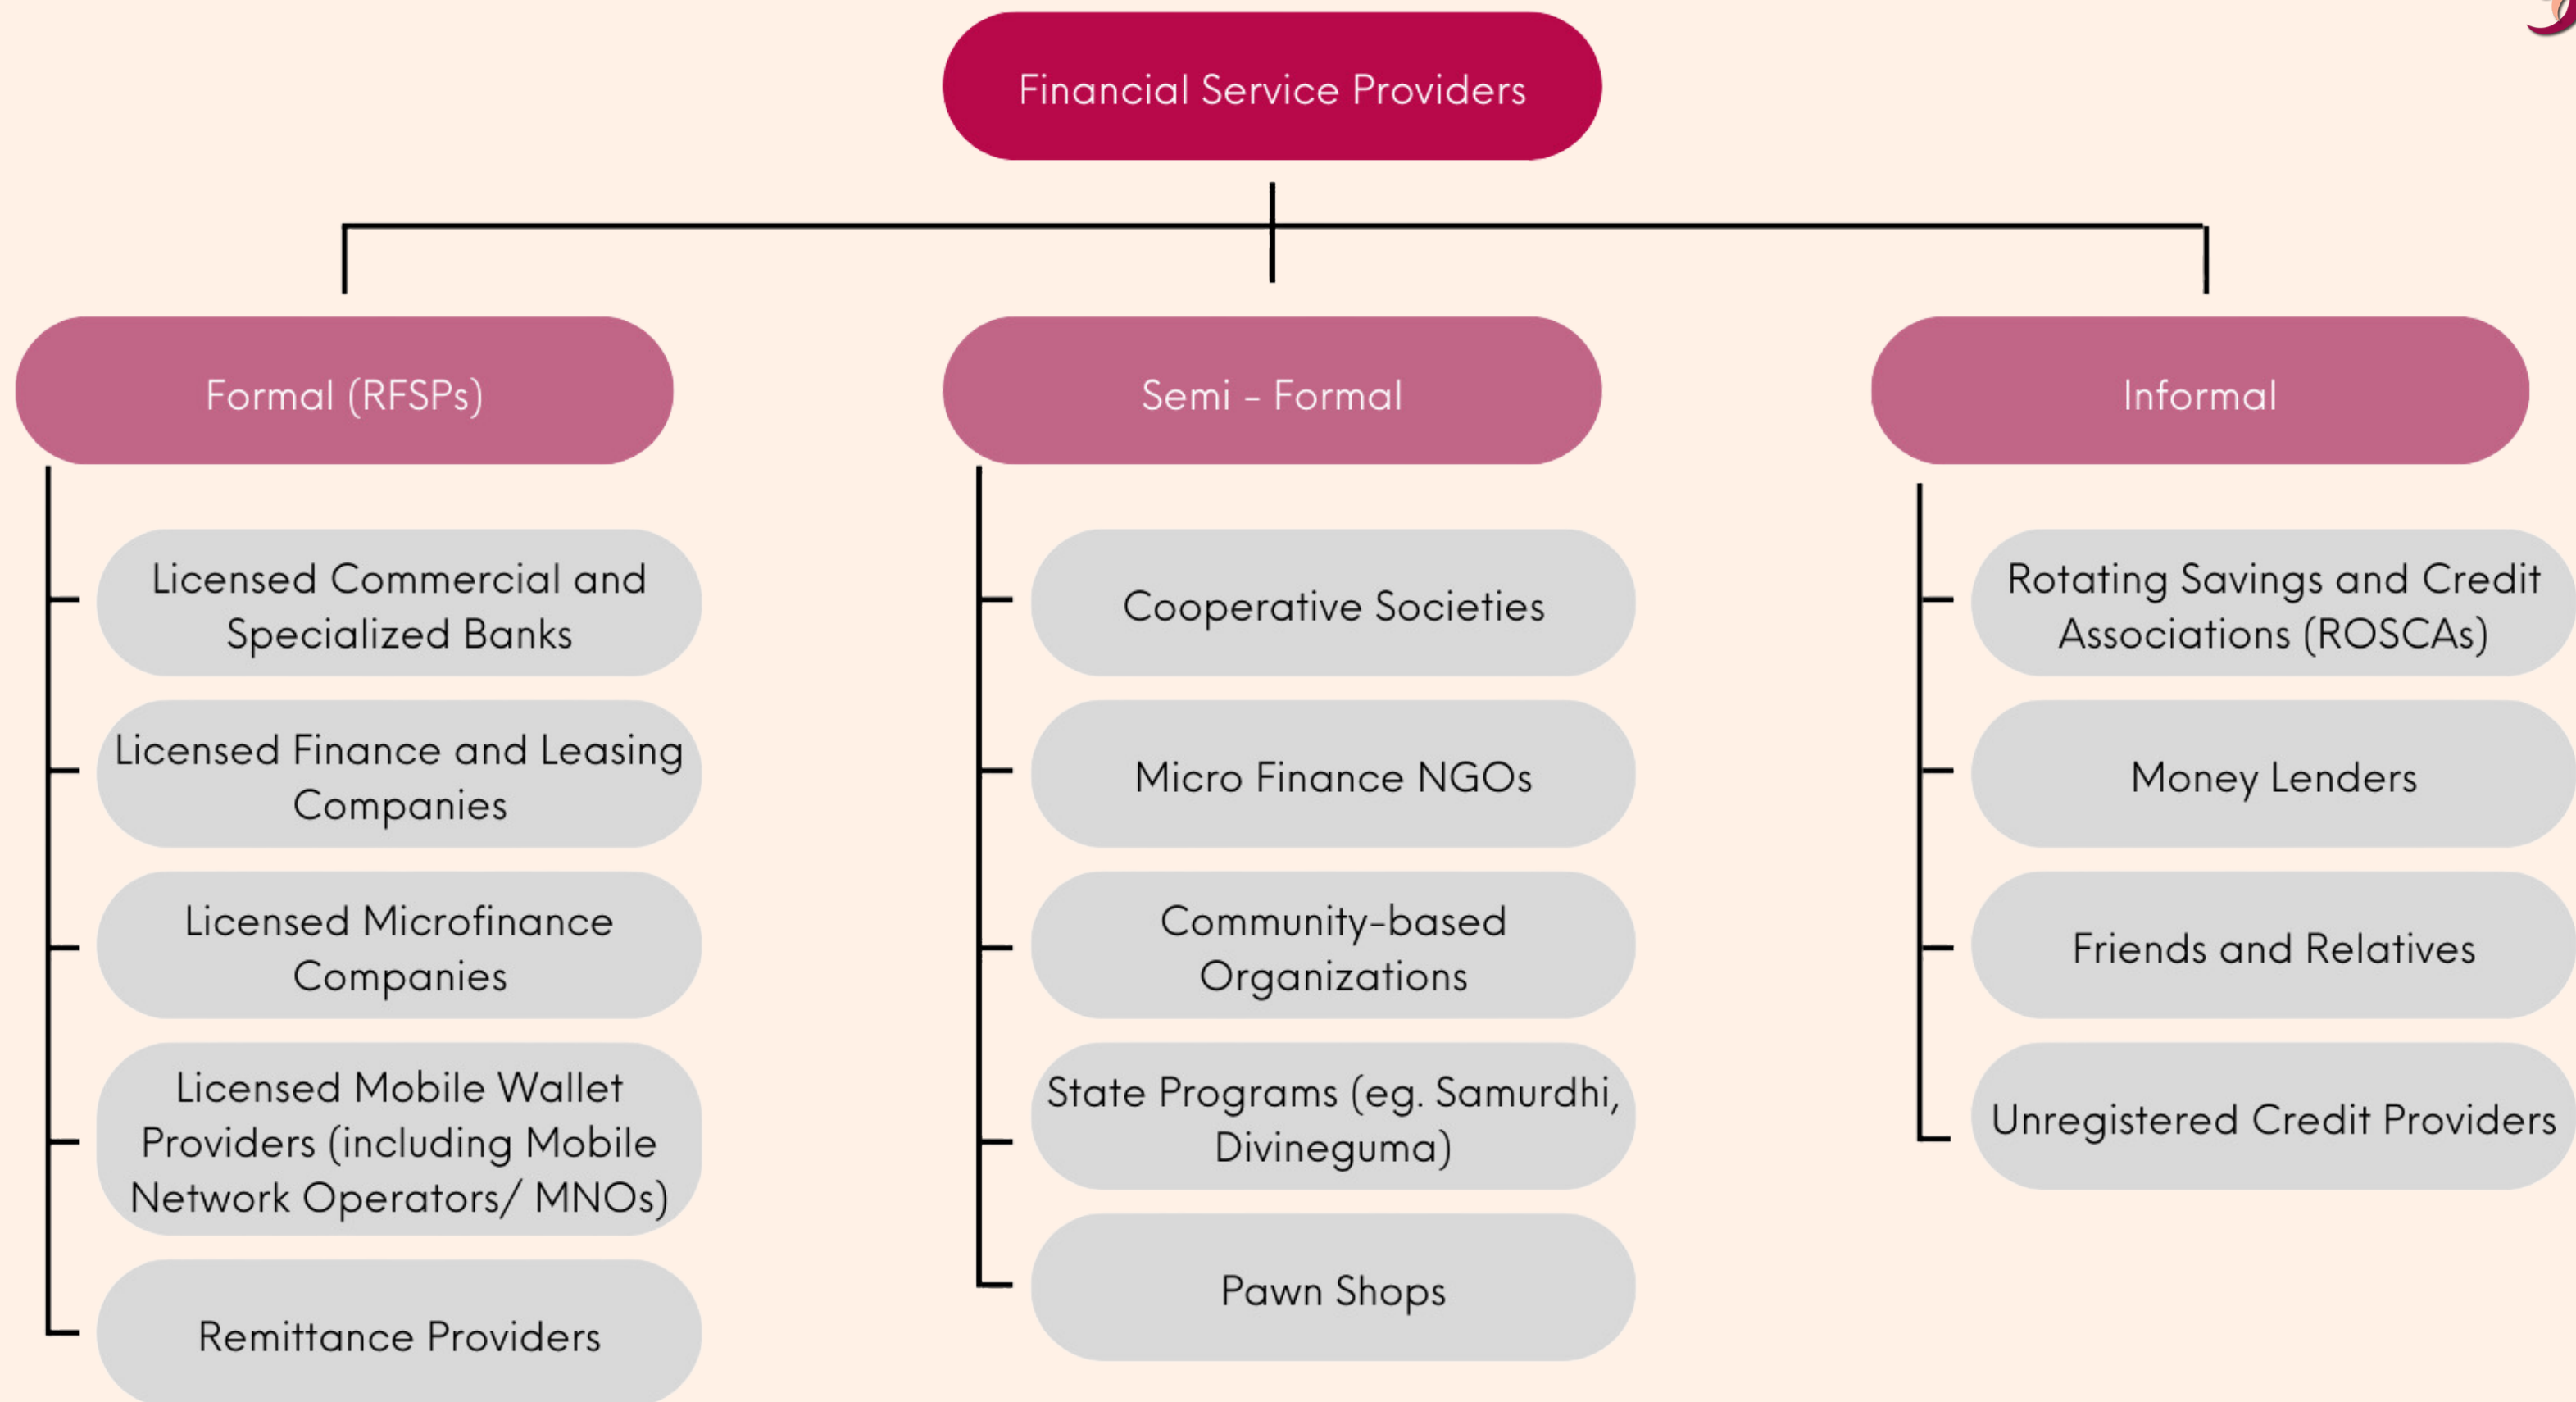 Financial Service Providers
Formal (RFSPs)
Licensed Commercial and
Specialized Banks
Licensed Finance and Leasing
Companies
Licensed Microfinance
Companies
Licensed Mobile Wallet
Providers (including Mobile
Network Operators/ MNOs)
Remittance Providers
Semi - Formal
Cooperative Societies
Micro Finance NGOs
Community-based
Organizations
State Programs (eg. Samurdhi,
Divineguma)
Pawn Shops
Informal
Rotating Savings and Credit
Associations (ROSCAs)
Money Lenders
Friends and Relatives
Unregistered Credit Providers